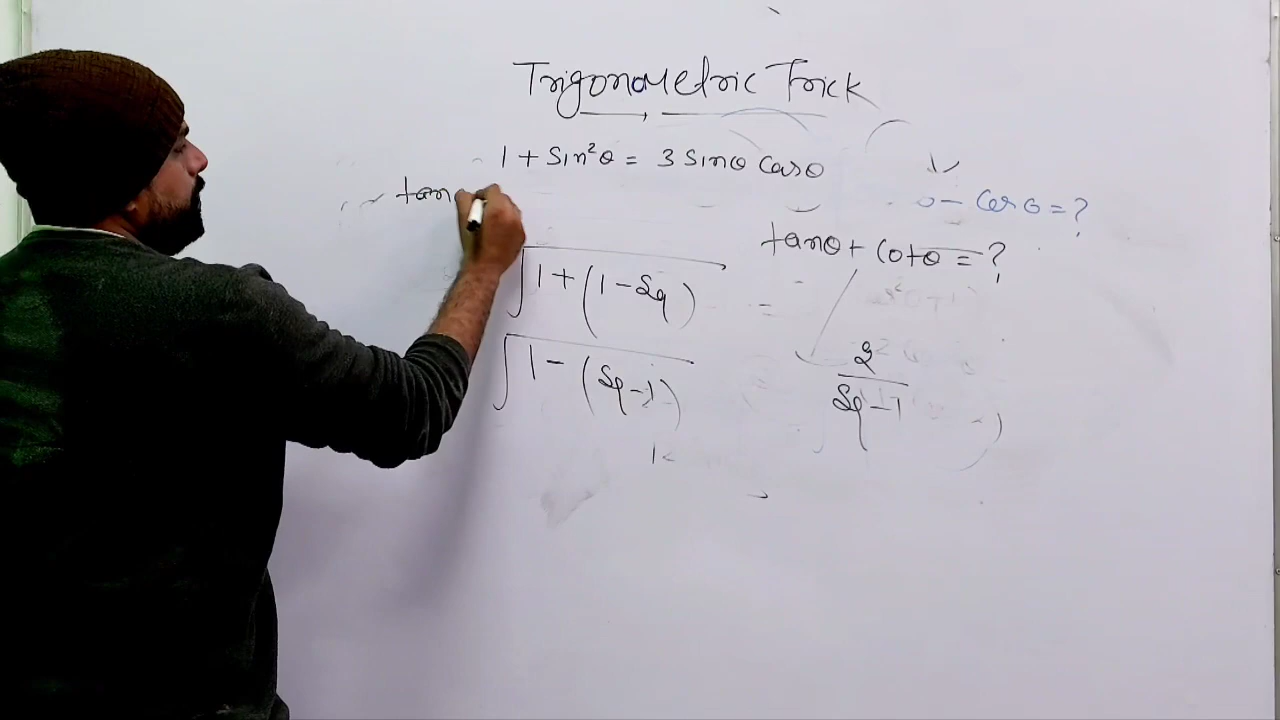 Trigonometric Trick
1 + Sin²θ = 3 Sinθ Cosθ
tan
- Cosθ = ?
tanθ + Cotθ = ?
√1 + (1 - Sq) =
√1 - (Sq - 1)
2
Sq - 1